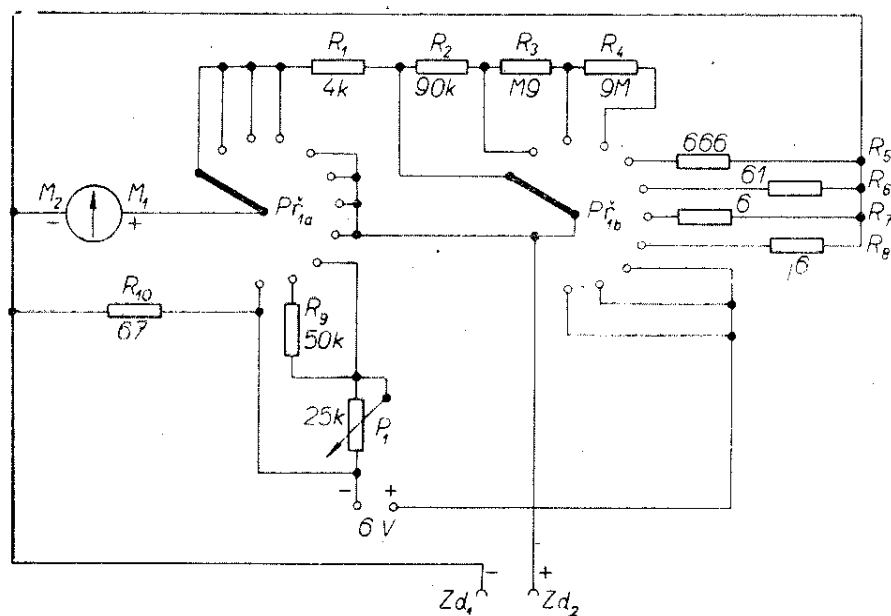 R₁ R₂ R₃ R₄
4k 90k M9 9M
666 R₅
61 R₆
6 R₇
,6 R₈
M₂ M₁
- +
Př₁ₐ Př₁b
R₁₀
67
R₉
50k
25k P₁
- +
6 V
- +
Zd₁ Zd₂